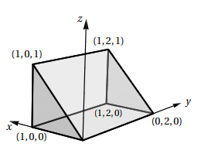 z
(1,2,1)
(1,0,1)
y
(1,2,0)
x
(0,2,0)
(1,0,0)